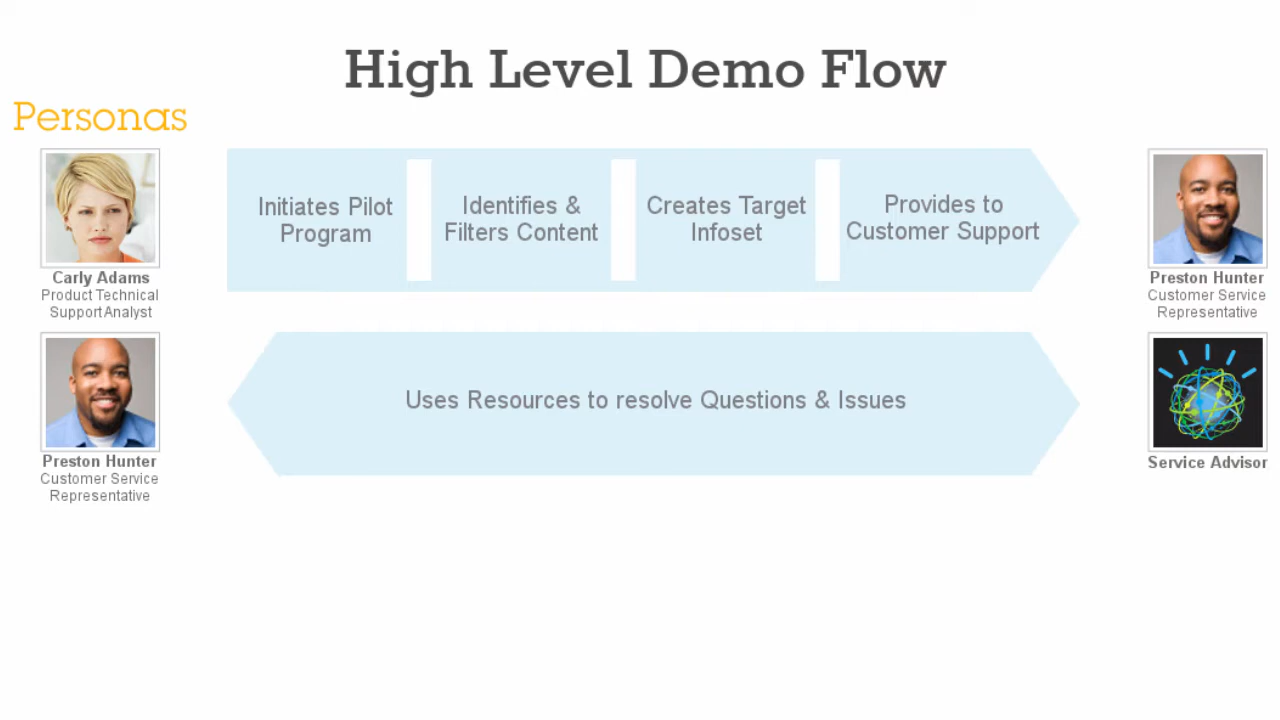 High Level Demo Flow
Personas
Initiates Pilot
Program
Identifies &
Filters Content
Creates Target
Infoset
Provides to
Customer Support
Carly Adams
Product Technical
Support Analyst
Preston Hunter
Customer Service
Representative
Uses Resources to resolve Questions & Issues
Preston Hunter
Customer Service
Representative
Service Advisor